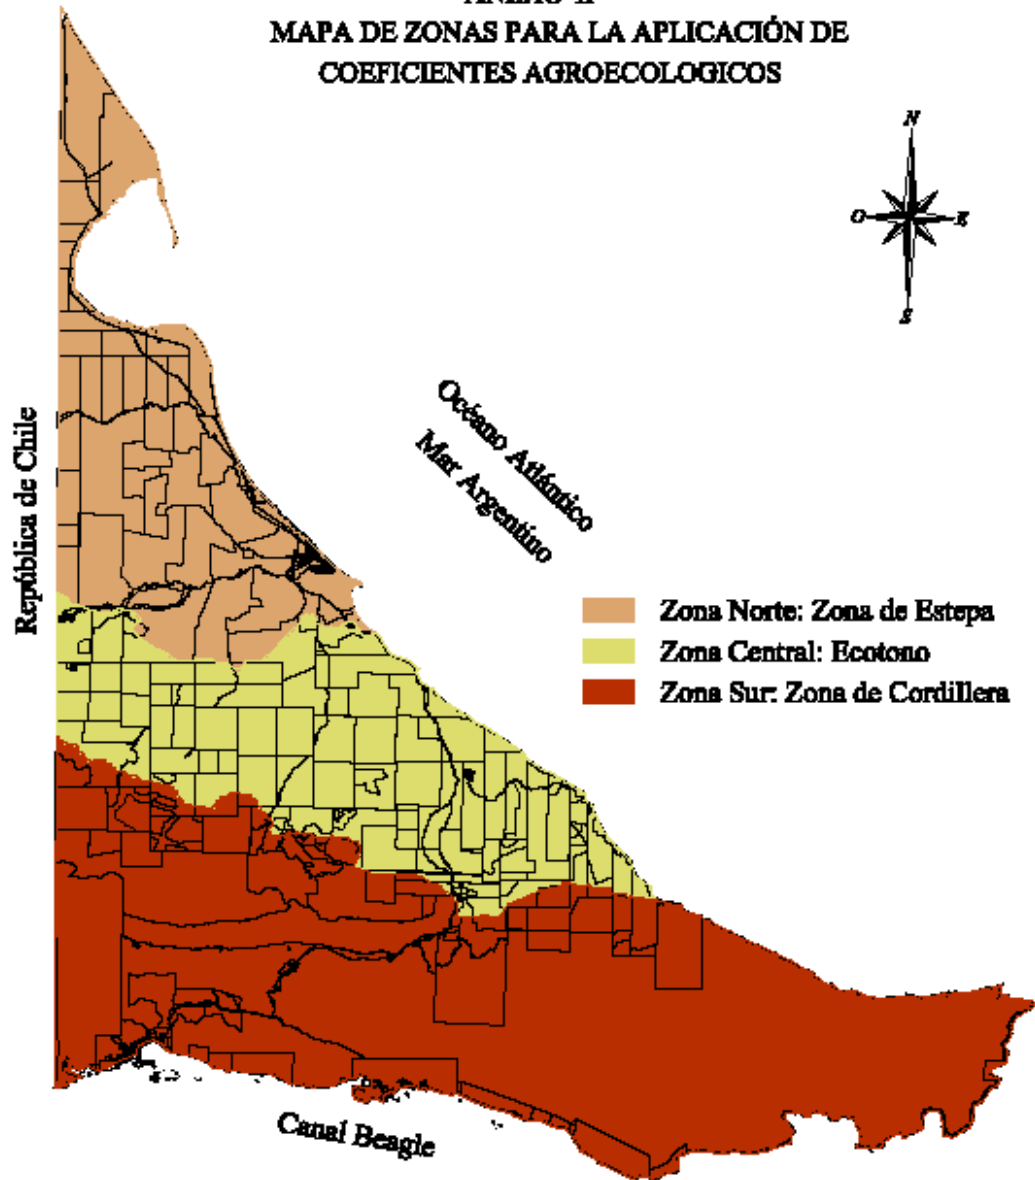 MAPA DE ZONAS PARA LA APLICACIÓN DE
COEFICIENTES AGROECOLOGICOS
N
O
E
S
Océano Atlántico
Mar Argentino
República de Chile
Zona Norte: Zona de Estepa
Zona Central: Ecotono
Zona Sur: Zona de Cordillera
Canal Beagle